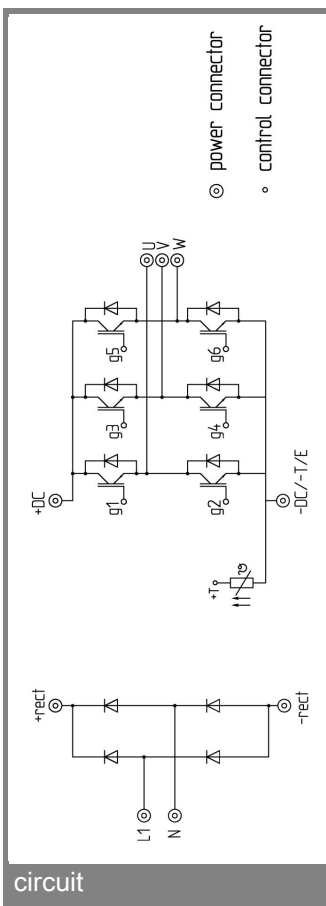 power connector
control connector
U
V
W
+DC
g1
g3
g5
g2
g4
g6
-DC/-T/E
+T
ϑ
+rect
-rect
L1
N
circuit